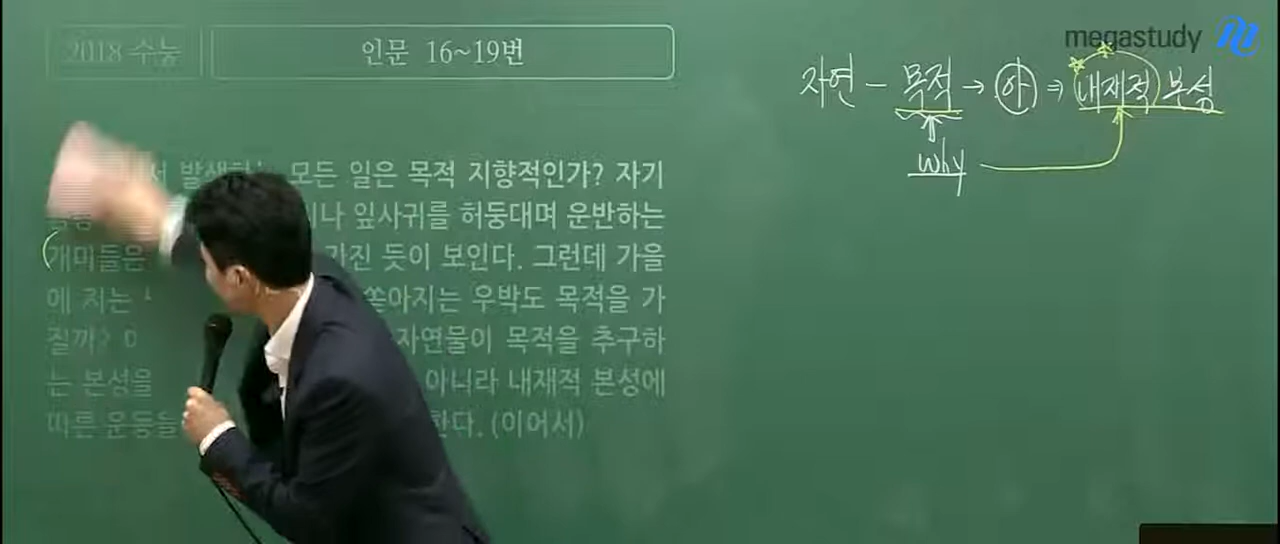 2018 수능
인문 16~19번
megastudy
자연 - 목적 → 아 ⇒ 내재적 본성
why
서 발생하는 모든 일은 목적 지향적인가? 자기
나 잎사귀를 허둥대며 운반하는
(개미들은 가진 듯이 보인다. 그런데 가을
에 지는 쏟아지는 우박도 목적을 가
질까? 자연물이 목적을 추구하
는 본성을 아니라 내재적 본성에
따른 운동을 한다. (이어서)